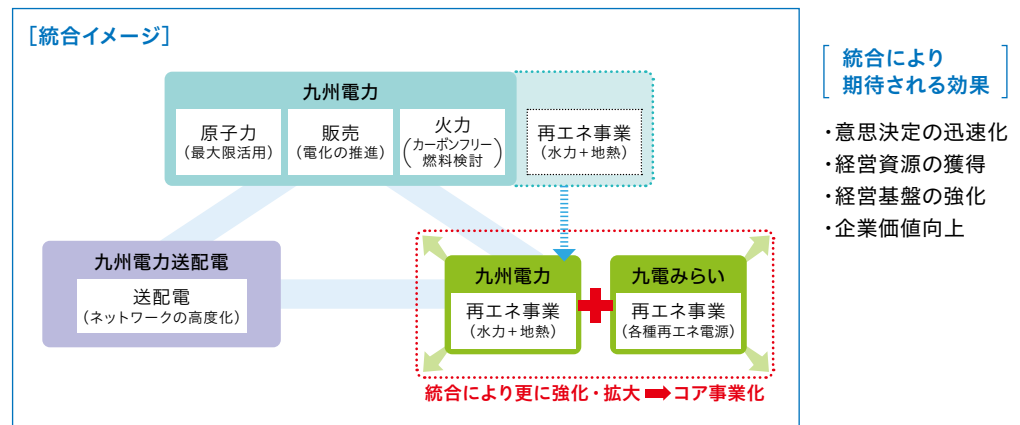 ［統合イメージ］
九州電力
原子力
（最大限活用）
販売
（電化の推進）
火力
（カーボンフリー
燃料検討）
再エネ事業
（水力＋地熱）
九州電力送配電
送配電
（ネットワークの高度化）
九州電力
再エネ事業
（水力＋地熱）
九電みらい
再エネ事業
（各種再エネ電源）
統合により更に強化・拡大➡コア事業化
統合により
期待される効果
・意思決定の迅速化
・経営資源の獲得
・経営基盤の強化
・企業価値向上